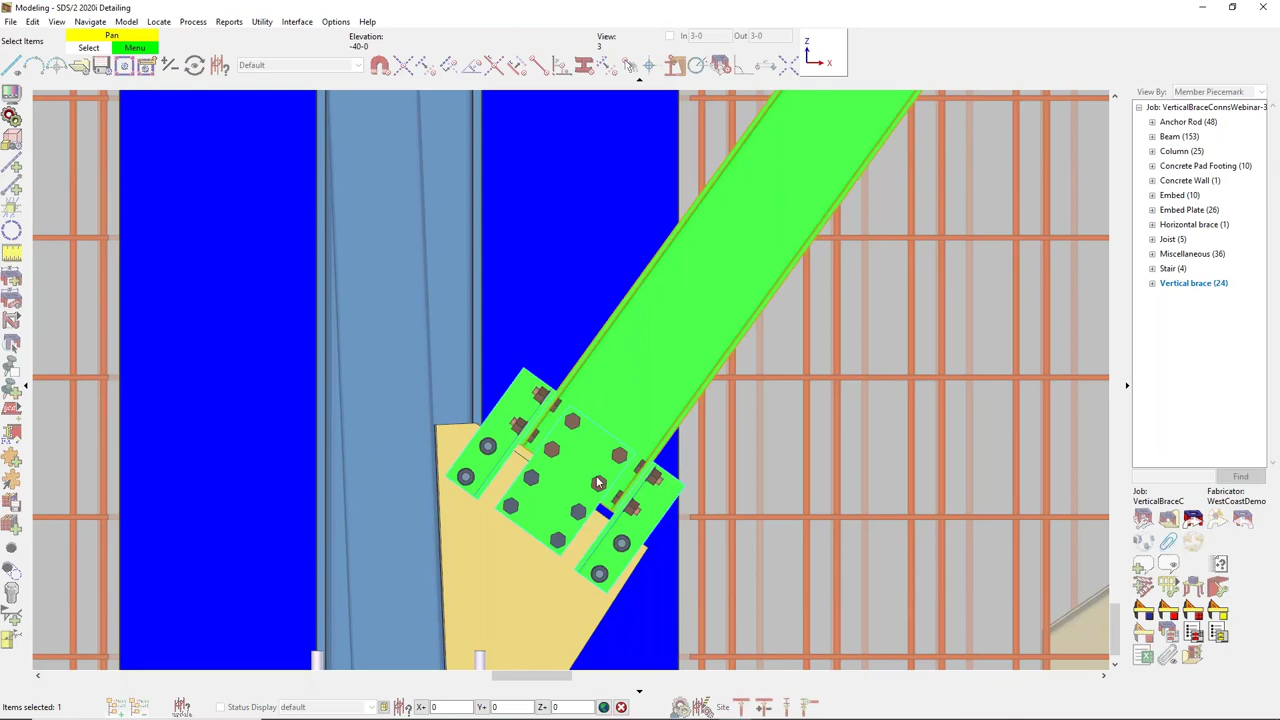 Modeling - SDS/2 2020i Detailing
File Edit View Navigate Model Locate Process Reports Utility Interface Options Help
Pan
Select Items
Select Menu
Elevation:
-40-0
View:
3
In 3-0 Out 3-0
Z
X
Default
View By: Member Piecemark
Job: VerticalBraceConnsWebinar-3
Anchor Rod (48)
Beam (153)
Column (25)
Concrete Pad Footing (10)
Concrete Wall (1)
Embed (10)
Embed Plate (26)
Horizontal brace (1)
Joist (5)
Miscellaneous (36)
Stair (4)
Vertical brace (24)
Find
Job: Fabricator:
VerticalBraceC WestCoastDemo
Items selected: 1 Status Display default X+ 0 Y+ 0 Z+ 0 Site